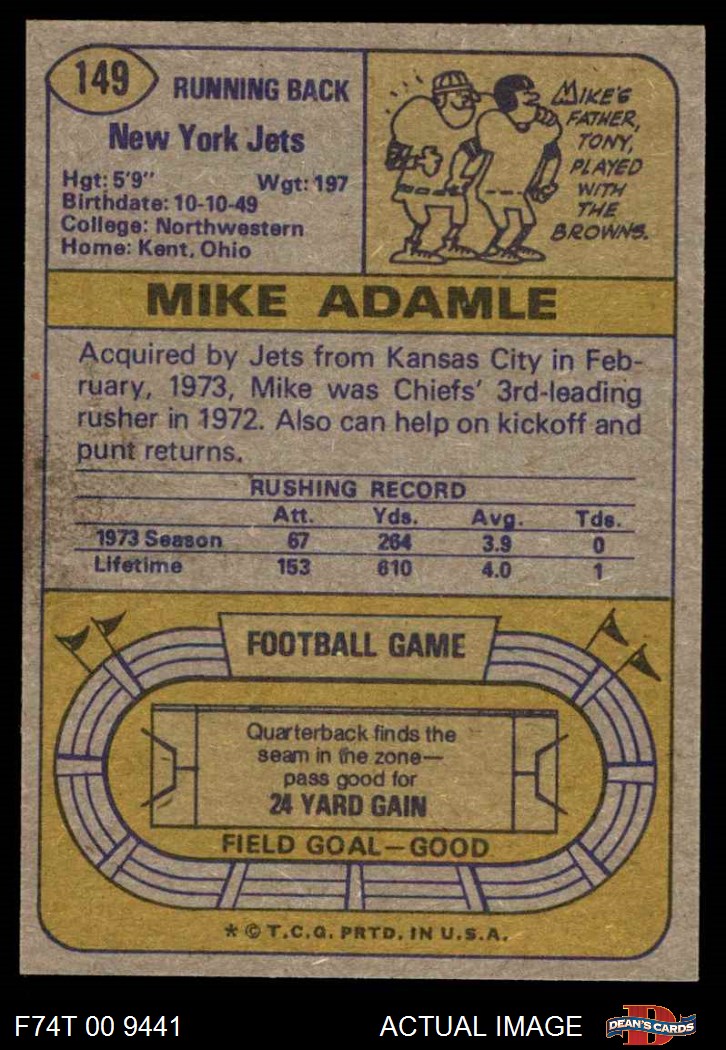 149
RUNNING BACK
New York Jets
Hgt: 5'9" Wgt: 197
Birthdate: 10-10-49
College: Northwestern
Home: Kent, Ohio
MIKE'S
FATHER,
TONY,
PLAYED
WITH
THE
BROWNS.
MIKE ADAMLE
Acquired by Jets from Kansas City in Feb-
ruary, 1973, Mike was Chiefs' 3rd-leading
rusher in 1972. Also can help on kickoff and
punt returns.
RUSHING RECORD
Att. Yds. Avg. Tds.
1973 Season 67 264 3.9 0
Lifetime 153 610 4.0 1
FOOTBALL GAME
Quarterback finds the
seam in the zone—
pass good for
24 YARD GAIN
FIELD GOAL—GOOD
* © T.C.G. PRTD. IN U.S.A.
F74T 00 9441 ACTUAL IMAGE DEAN'S CARDS